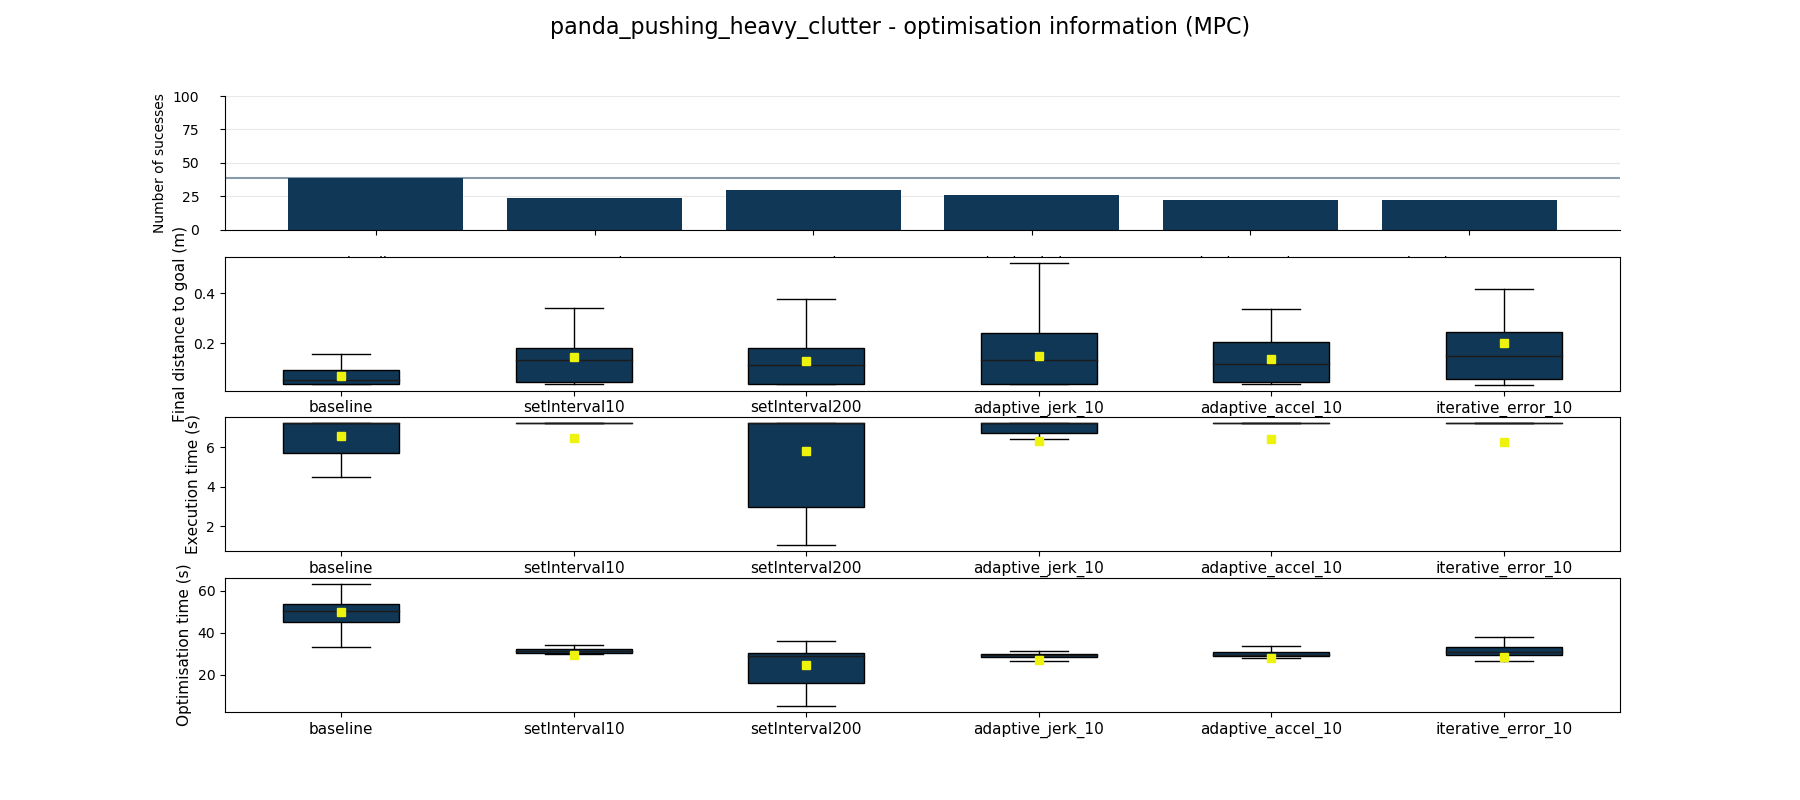 panda_pushing_heavy_clutter - optimisation information (MPC)
Number of sucesses
100
75
50
25
0
Final distance to goal (m)
0.4
0.2
baseline setInterval10 setInterval200 adaptive_jerk_10 adaptive_accel_10 iterative_error_10
Execution time (s)
6
4
2
baseline setInterval10 setInterval200 adaptive_jerk_10 adaptive_accel_10 iterative_error_10
Optimisation time (s)
60
40
20
baseline setInterval10 setInterval200 adaptive_jerk_10 adaptive_accel_10 iterative_error_10